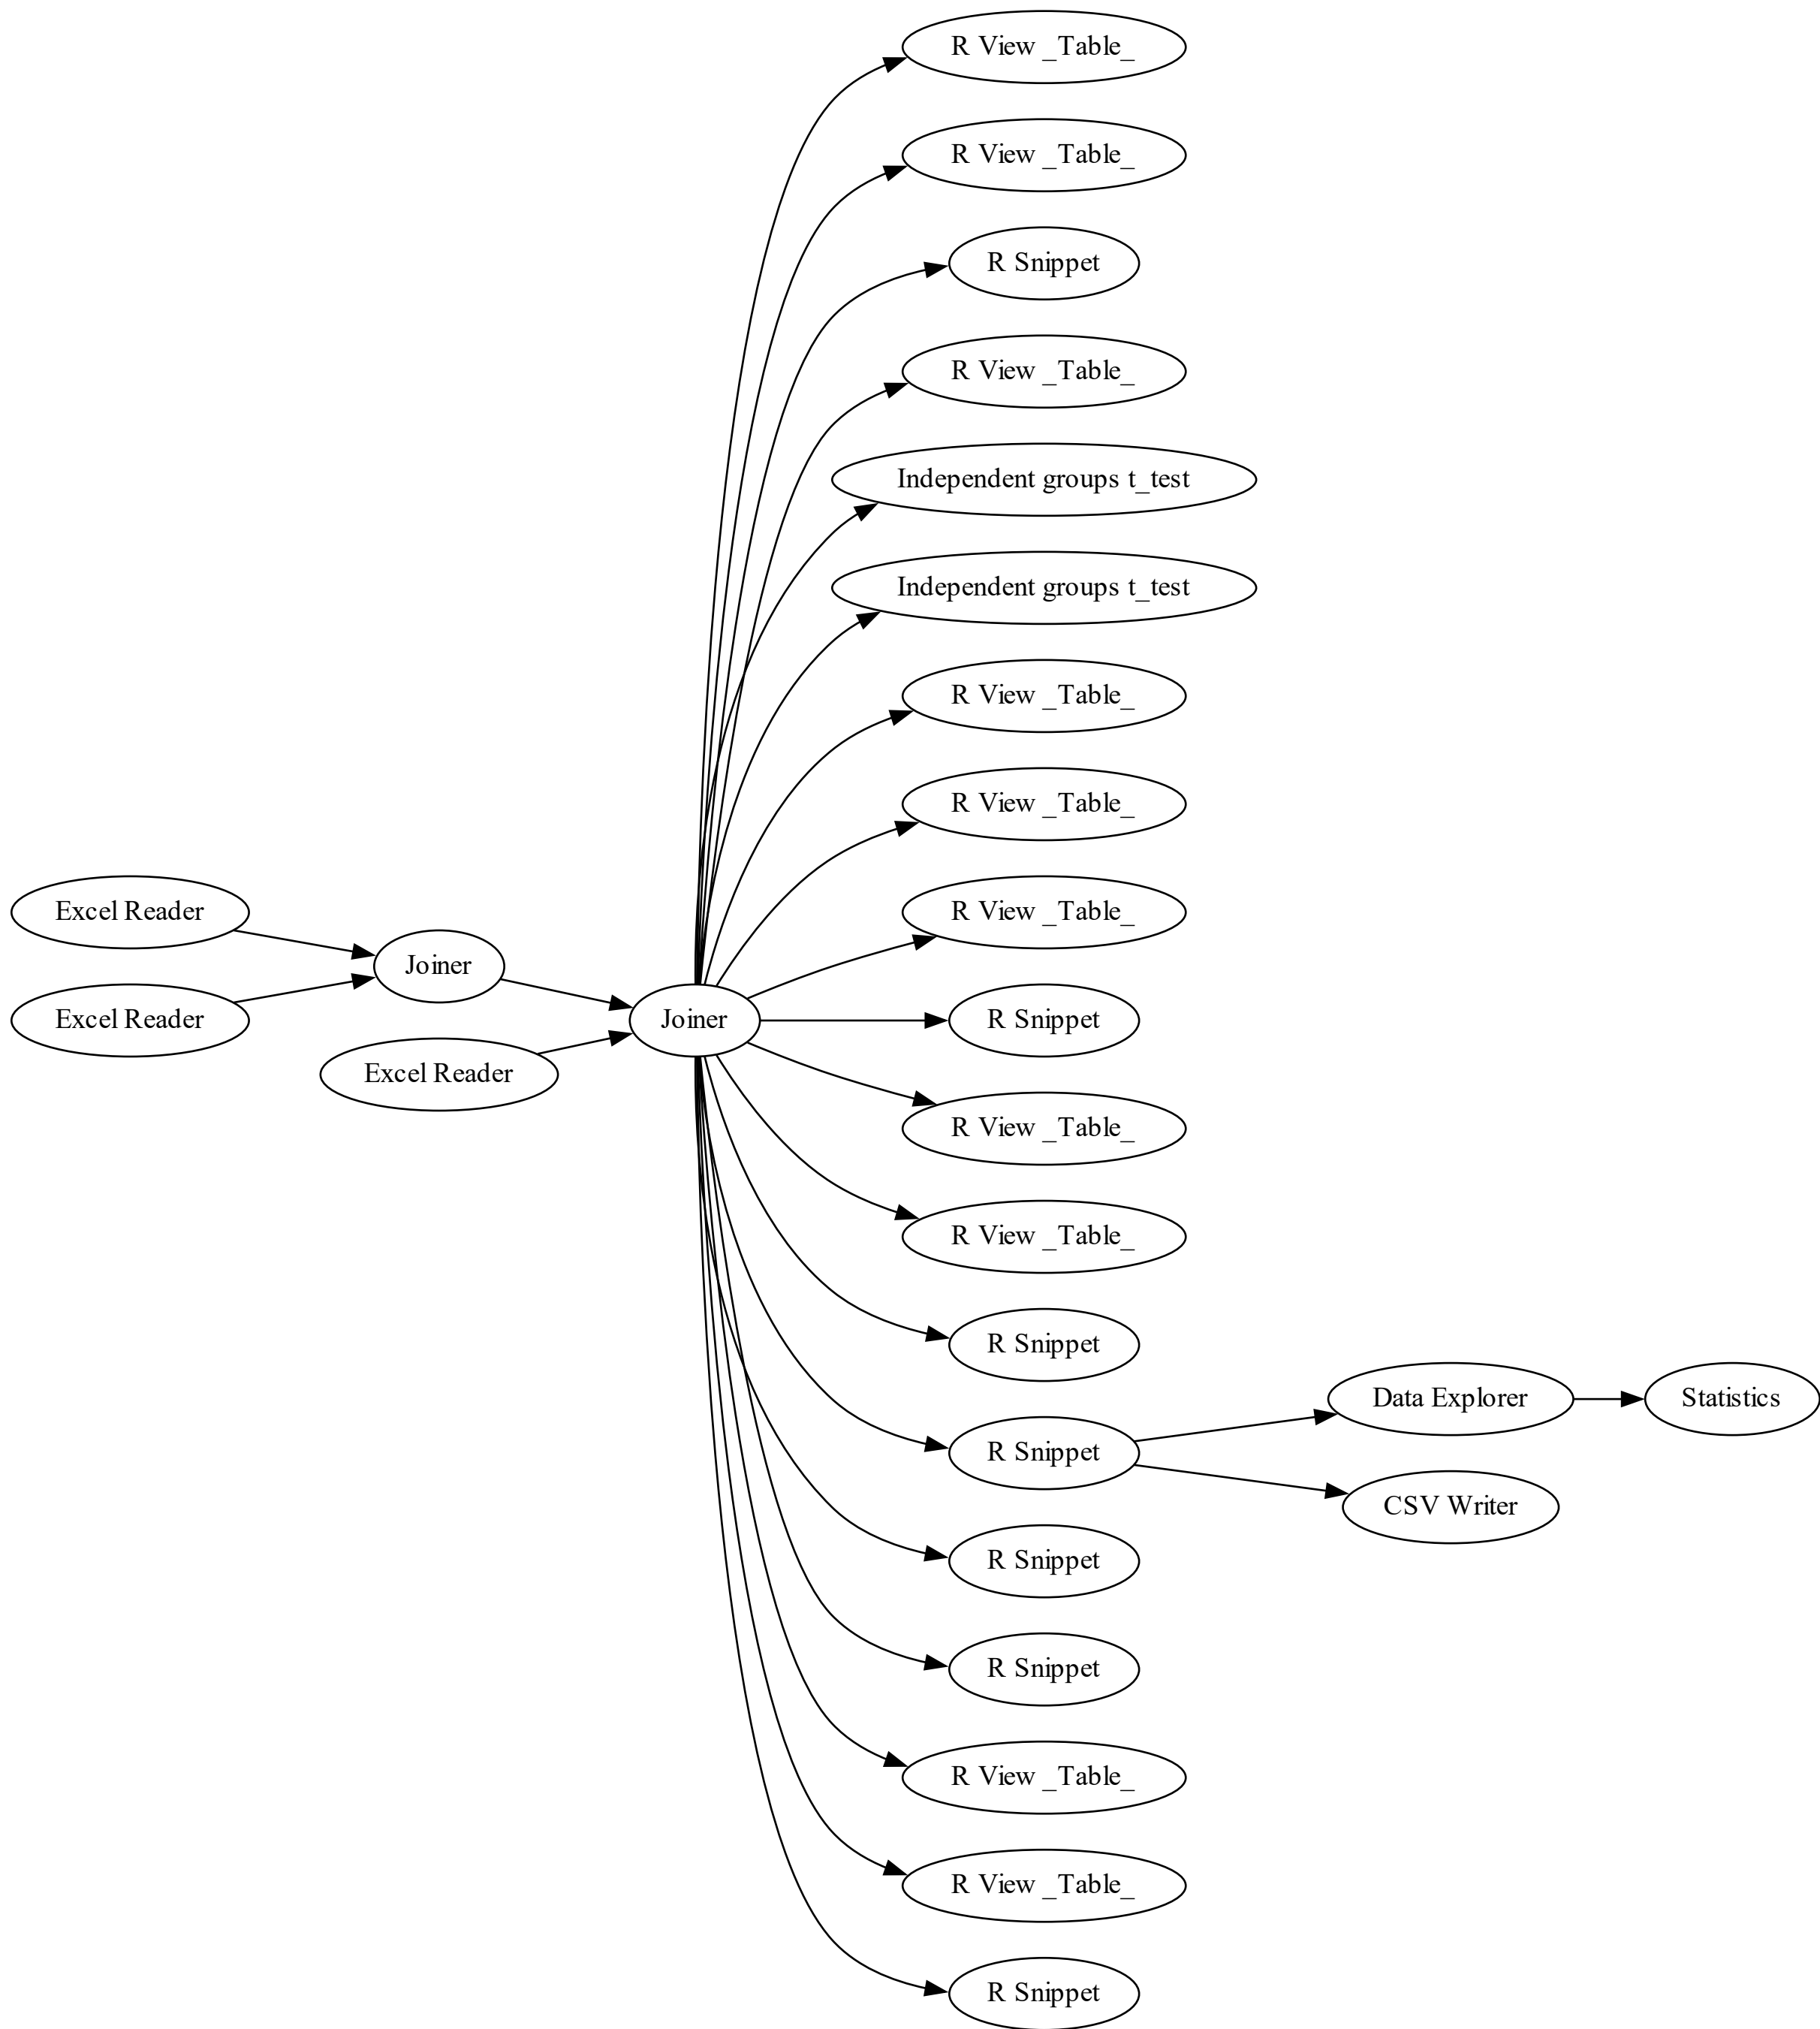 R View _Table_
R View _Table_
R Snippet
R View _Table_
Independent groups t_test
Independent groups t_test
R View _Table_
R View _Table_
Excel Reader
R View _Table_
Joiner
Excel Reader
Joiner
R Snippet
Excel Reader
R View _Table_
R View _Table_
R Snippet
Data Explorer
Statistics
R Snippet
CSV Writer
R Snippet
R Snippet
R View _Table_
R View _Table_
R Snippet